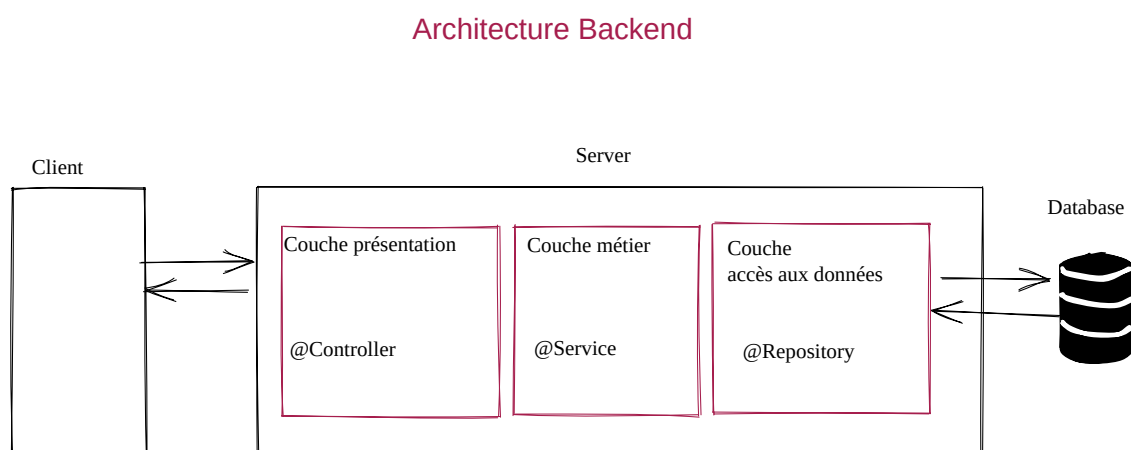 Architecture Backend
Client
Server
Database
Couche présentation
@Controller
Couche métier
@Service
Couche
accès aux données
@Repository